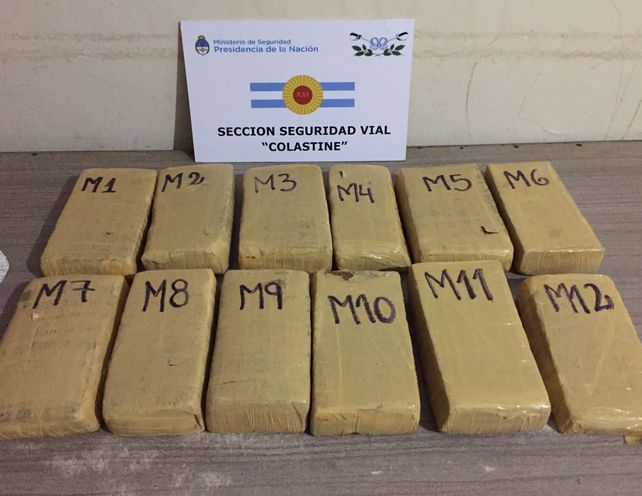 Ministerio de Seguridad
Presidencia de la Nación
XXI
SECCION SEGURIDAD VIAL
"COLASTINE"
M1 M2 M3 M4 M5 M6
M7 M8 M9 M10 M11 M12